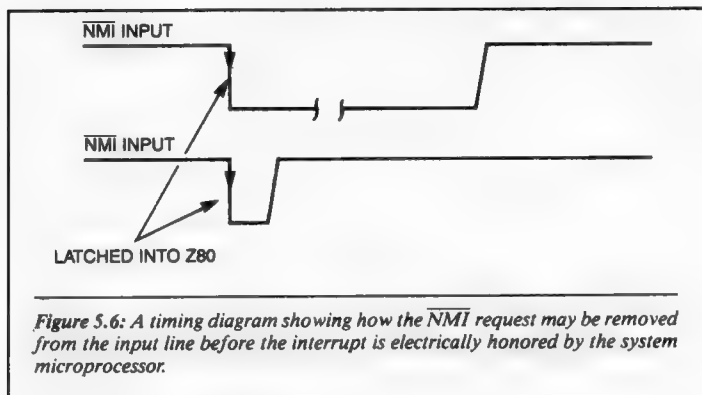 NMI INPUT
NMI INPUT
LATCHED INTO Z80
Figure 5.6: A timing diagram showing how the NMI request may be removed
from the input line before the interrupt is electrically honored by the system
microprocessor.